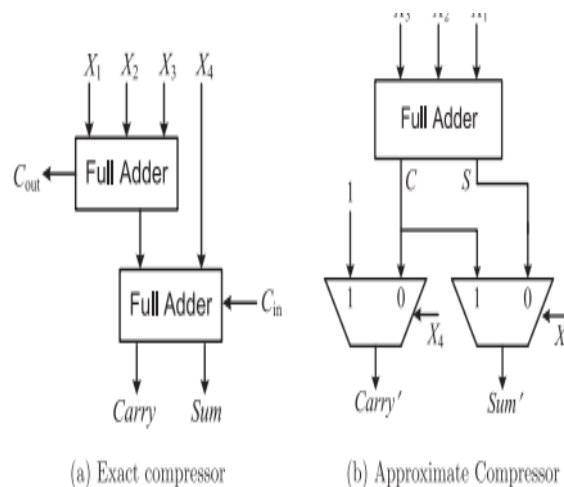 X1 X2 X3 X4
Full Adder
Cout
Full Adder
Cin
Carry Sum
(a) Exact compressor
Full Adder
C S
1
1 0
1 0
X4
X
Carry′ Sum′
(b) Approximate Compressor